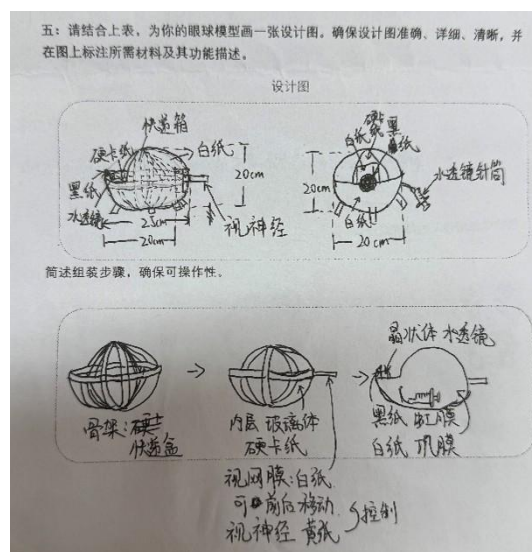 五：请结合上表，为你的眼球模型画一张设计图。确保设计图准确、详细、清晰，并
在图上标注所需材料及其功能描述。
设计图
快递箱
硬卡纸
白纸
黑纸
水透镜
20cm
25cm
20cm
视神经
白纸
硬卡纸
黑
纸
20cm
水透镜针筒
白纸
20cm
简述组装步骤，确保可操作性。
骨架：硬
快递盒
内层 玻璃体
硬卡纸
视网膜：白纸
可前后移动
视神经 黄纸
控制
晶状体 水透镜
黑纸 虹膜
白纸 巩膜